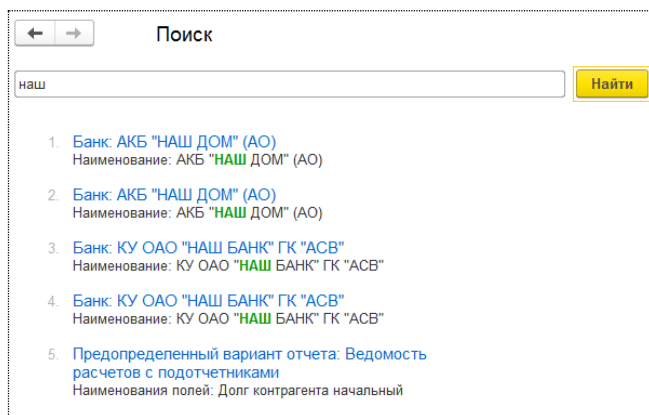 Поиск
наш
Найти
1. Банк: АКБ "НАШ ДОМ" (АО)
Наименование: АКБ "НАШ ДОМ" (АО)
2. Банк: АКБ "НАШ ДОМ" (АО)
Наименование: АКБ "НАШ ДОМ" (АО)
3. Банк: КУ ОАО "НАШ БАНК" ГК "АСВ"
Наименование: КУ ОАО "НАШ БАНК" ГК "АСВ"
4. Банк: КУ ОАО "НАШ БАНК" ГК "АСВ"
Наименование: КУ ОАО "НАШ БАНК" ГК "АСВ"
5. Предопределенный вариант отчета: Ведомость
расчетов с подотчетниками
Наименования полей: Долг контрагента начальный